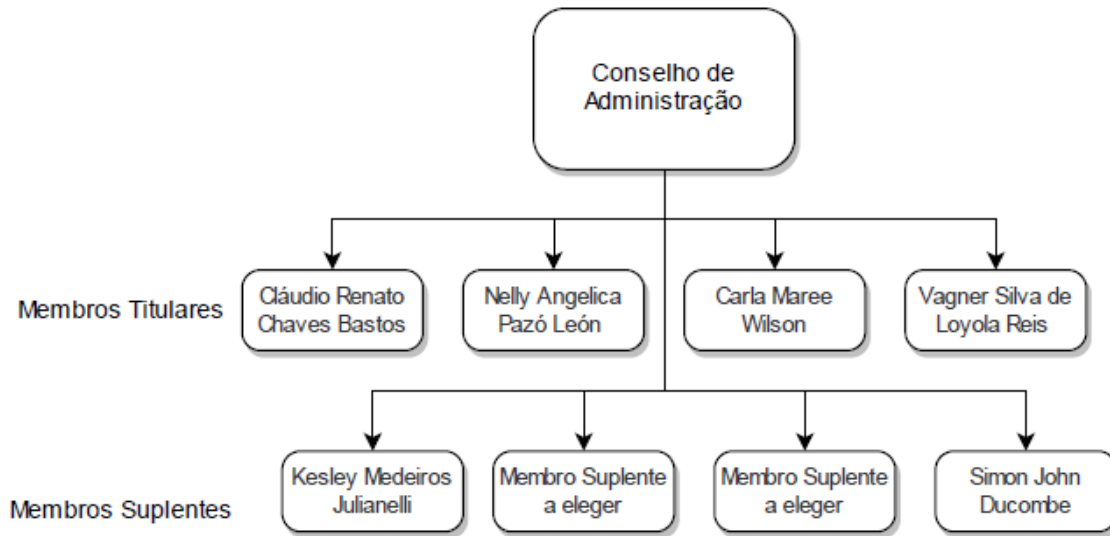 Conselho de
Administração
Membros Titulares
Cláudio Renato
Chaves Bastos
Nelly Angelica
Pazó León
Carla Maree
Wilson
Vagner Silva de
Loyola Reis
Membros Suplentes
Kesley Medeiros
Julianelli
Membro Suplente
a eleger
Membro Suplente
a eleger
Simon John
Ducombe